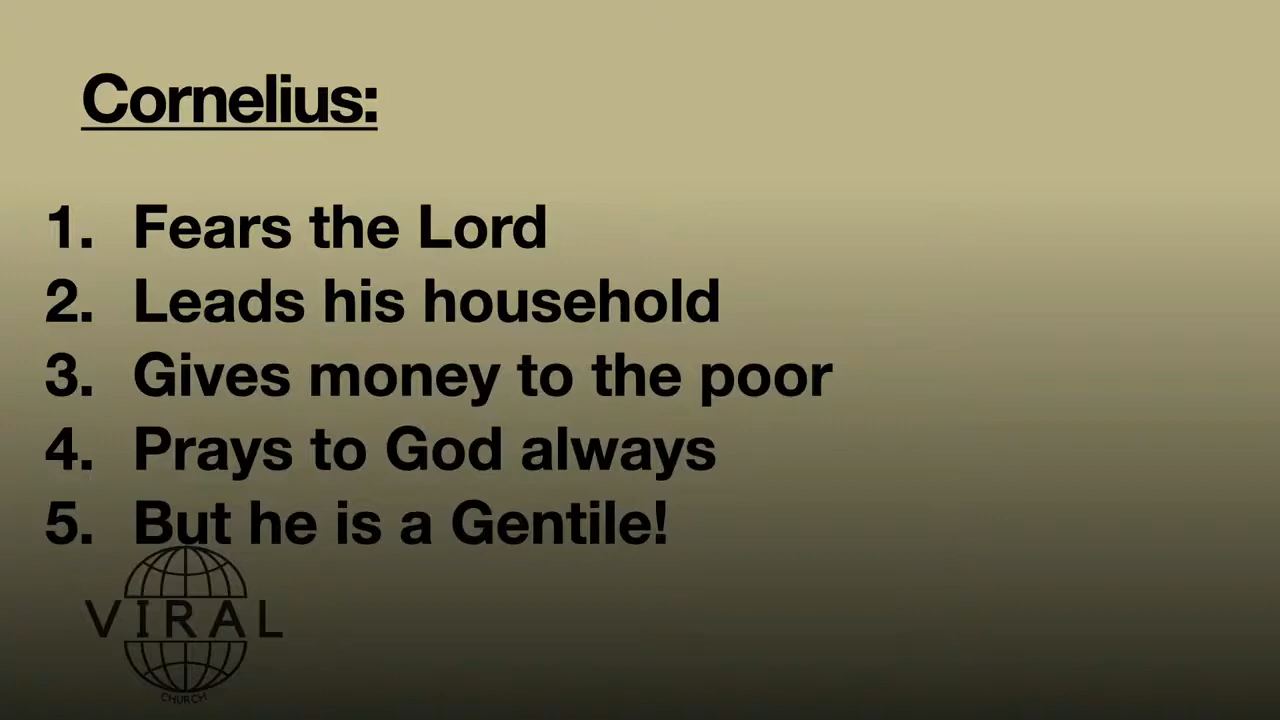 Cornelius:
1. Fears the Lord
2. Leads his household
3. Gives money to the poor
4. Prays to God always
5. But he is a Gentile!
VIRAL
CHURCH